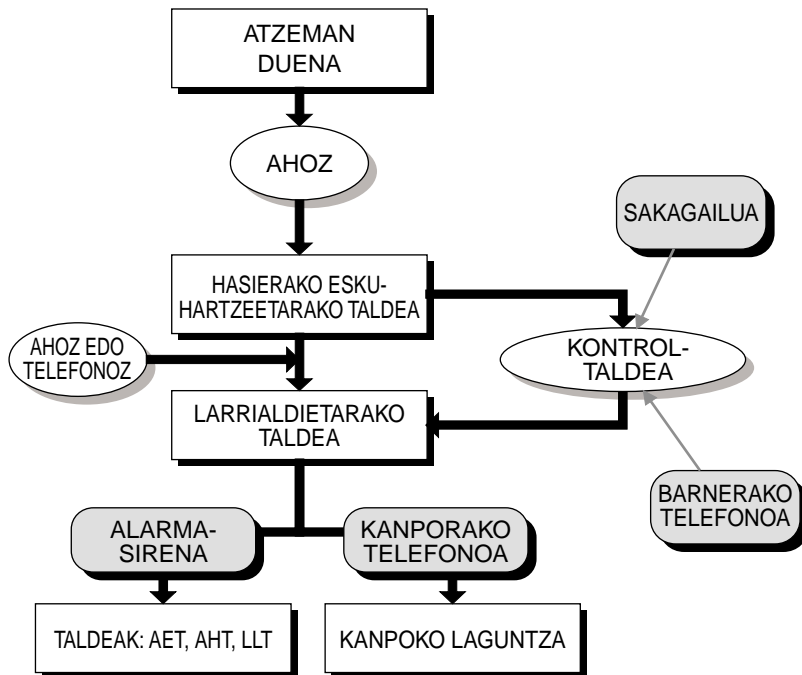 ATZEMAN
DUENA
AHOZ
SAKAGAILUA
HASIERAKO ESKU-
HARTZEETARAKO TALDEA
AHOZ EDO
TELEFONOZ
KONTROL-
TALDEA
LARRIALDIETARAKO
TALDEA
BARNERAKO
TELEFONOA
ALARMA-
SIRENA
KANPORAKO
TELEFONOA
TALDEAK: AET, AHT, LLT
KANPOKO LAGUNTZA